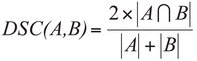 DSC(A,B) = 2×|A∩B| / |A|+|B|